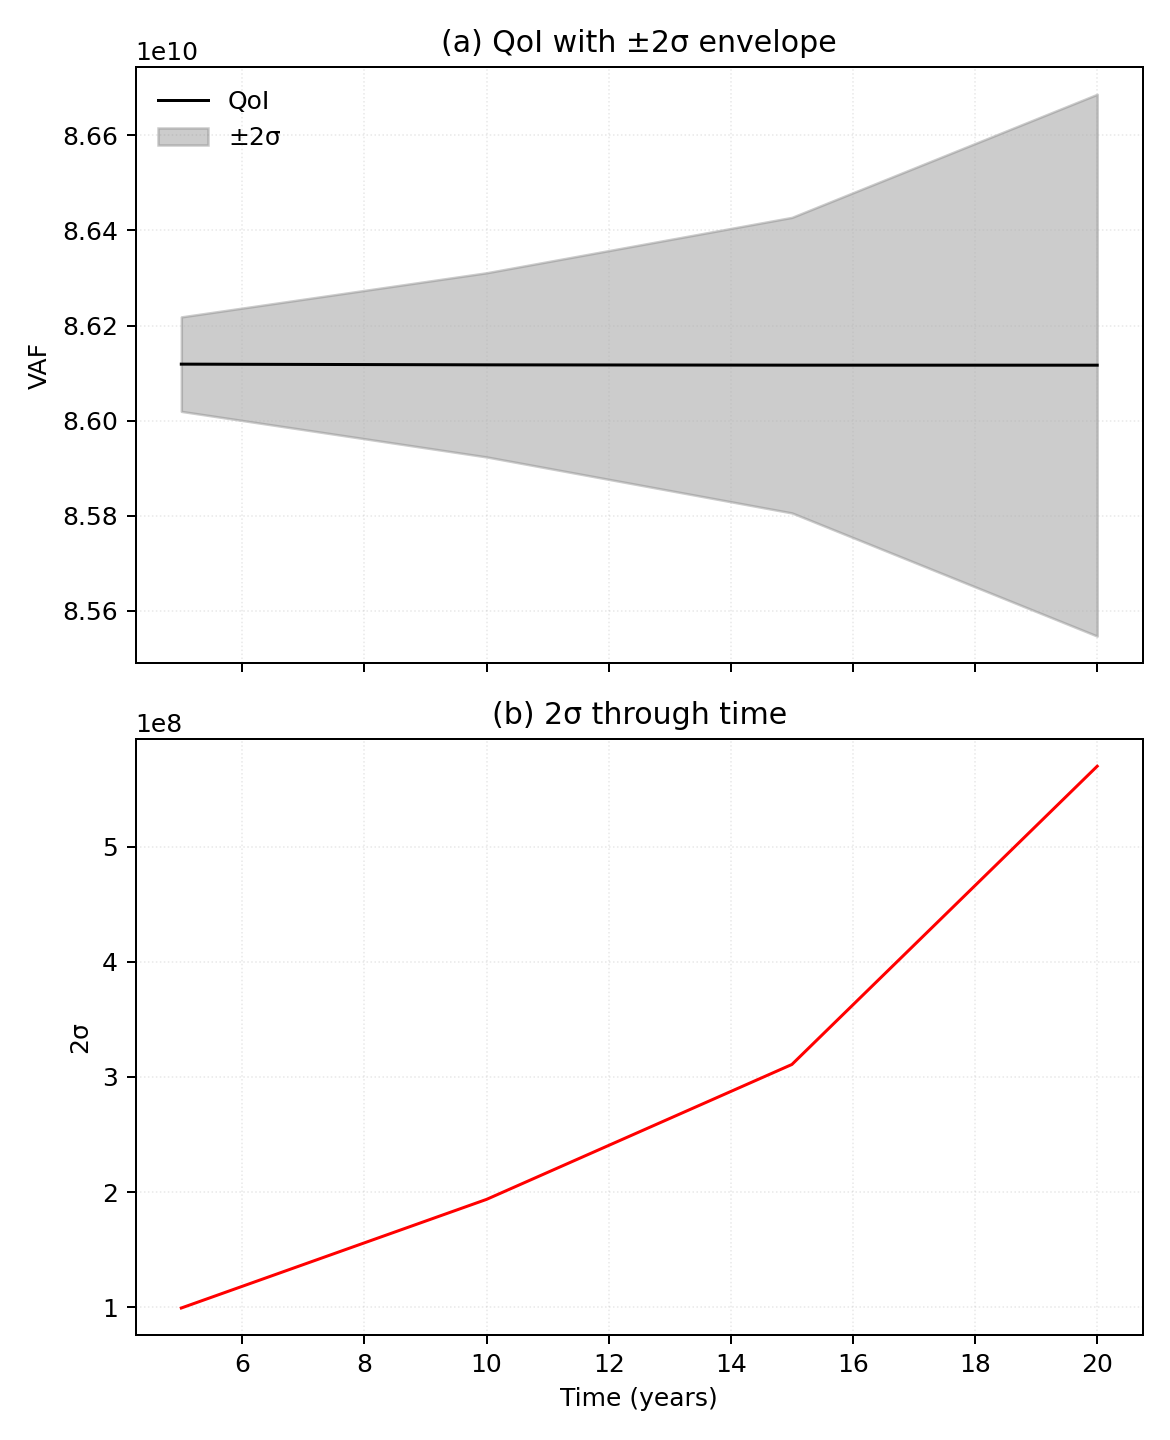 (a) QoI with ±2σ envelope
1e10
QoI
±2σ
8.66
8.64
8.62
8.60
8.58
8.56
VAF
(b) 2σ through time
1e8
5
4
3
2
1
2σ
6 8 10 12 14 16 18 20
Time (years)